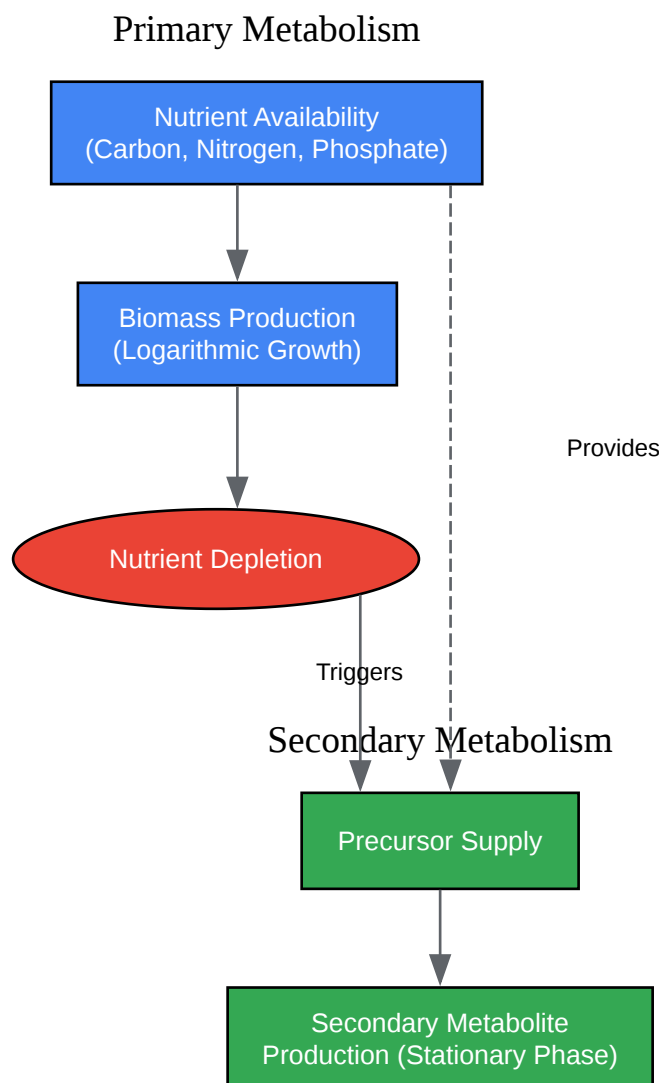 Primary Metabolism
Nutrient Availability
(Carbon, Nitrogen, Phosphate)
Biomass Production
(Logarithmic Growth)
Provides
Nutrient Depletion
Triggers
Secondary Metabolism
Precursor Supply
Secondary Metabolite
Production (Stationary Phase)